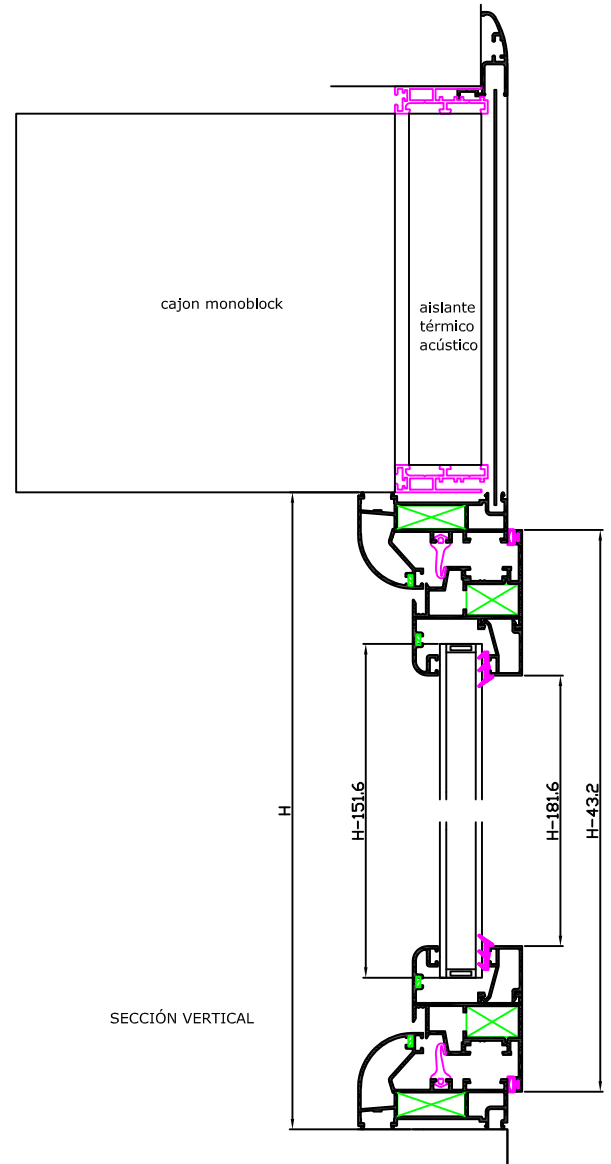 cajon monoblock
aislante
térmico
acústico
H
H-151.6
H-181.6
H-43.2
SECCIÓN VERTICAL